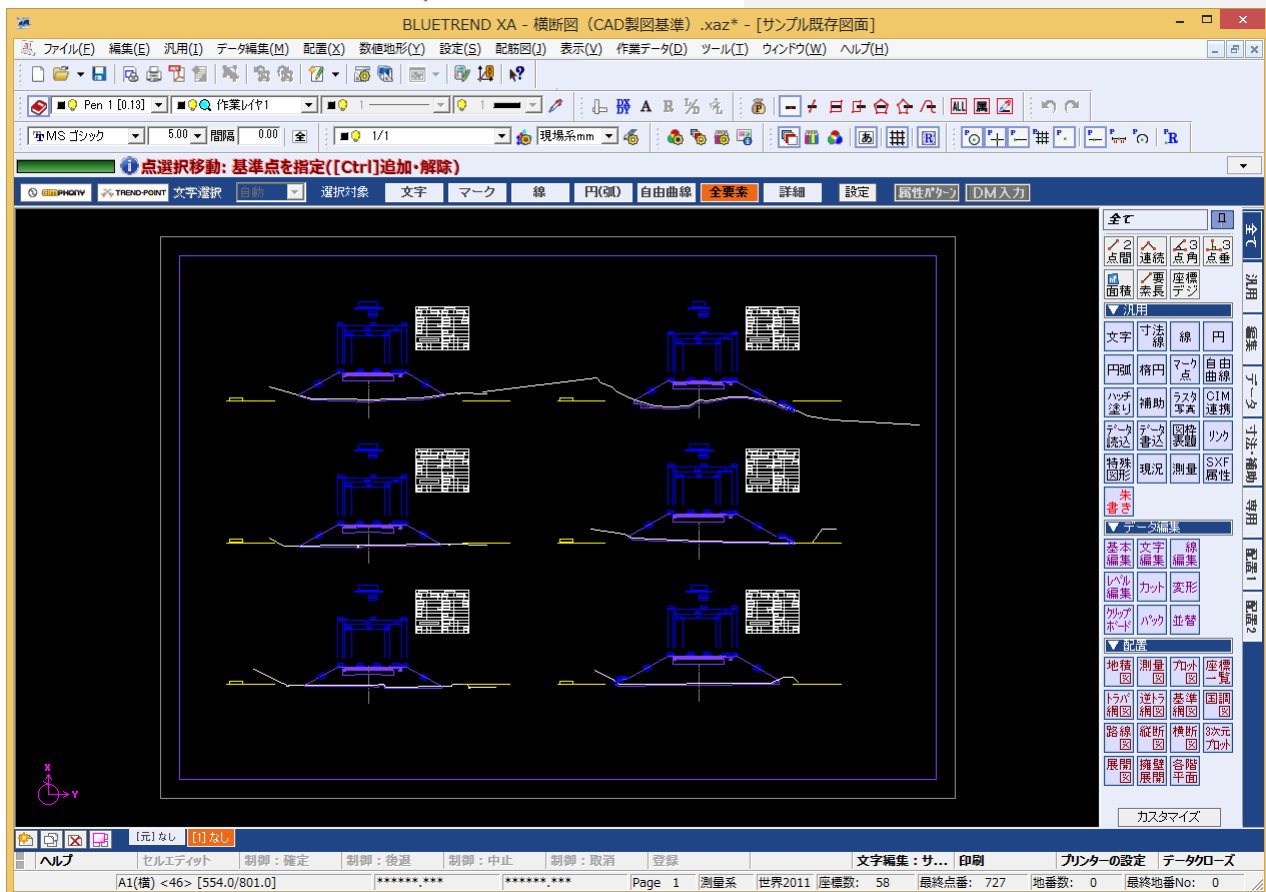 BLUETREND XA - 横断図（CAD製図基準）.xaz* - [サンプル既存図面]
ファイル(F) 編集(E) 汎用(I) データ編集(M) 配置(X) 数値地形(Y) 設定(S) 配筋図(J) 表示(V) 作業データ(D) ツール(T) ウィンドウ(W) ヘルプ(H)
Pen 1 [0.13] 作業レイヤ1 1 1
MS ゴシック 5.00 間隔 0.00 全 1/1 現場系mm
点選択移動: 基準点を指定([Ctrl]追加・解除)
TREND-POINT 文字選択 自動 選択対象 文字 マーク 線 円(弧) 自由曲線 全要素 詳細 設定 属性パターン DM入力
全て
2点間 連続 3点角 3点垂
面積 要素長 座標デジ
▼ 汎用
文字 寸法線 線 円
円弧 楕円 マーク点 自由曲線
ハッチ塗り 補助 ラスタ写真 CIM連携
データ読込 データ書込 図枠表題 リンク
特殊図形 現況 測量 SXF属性
朱書き
▼ データ編集
基本編集 文字編集 線編集
レベル編集 カット 変形
クリップボード パック 並替
▼ 配置
地積図 測量図 プロット図 座標一覧
トラバ網図 逆トラ網図 基準網図 国調図
路線図 縦断図 横断図 3次元プロット
展開図 擁壁展開 各階平面
カスタマイズ
全て
汎用
編集
データ
寸法・補助
専用
配置1
配置2
X
Y
[元] なし [1] なし
ヘルプ セルエディット 制御：確定 制御：後退 制御：中止 制御：取消 登録 文字編集：サ... 印刷 プリンターの設定 データクローズ
A1(横) <46> [554.0/801.0] ******.*** ******.*** Page 1 測量系 世界2011 座標数: 58 最終点番: 727 地番数: 0 最終地番No: 0